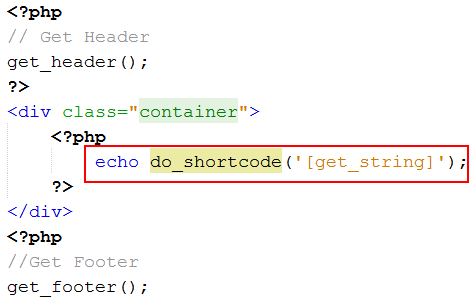 <?php
// Get Header
get_header();
?>
<div class="container">
<?php
echo do_shortcode('[get_string]');
?>
</div>
<?php
//Get Footer
get_footer();